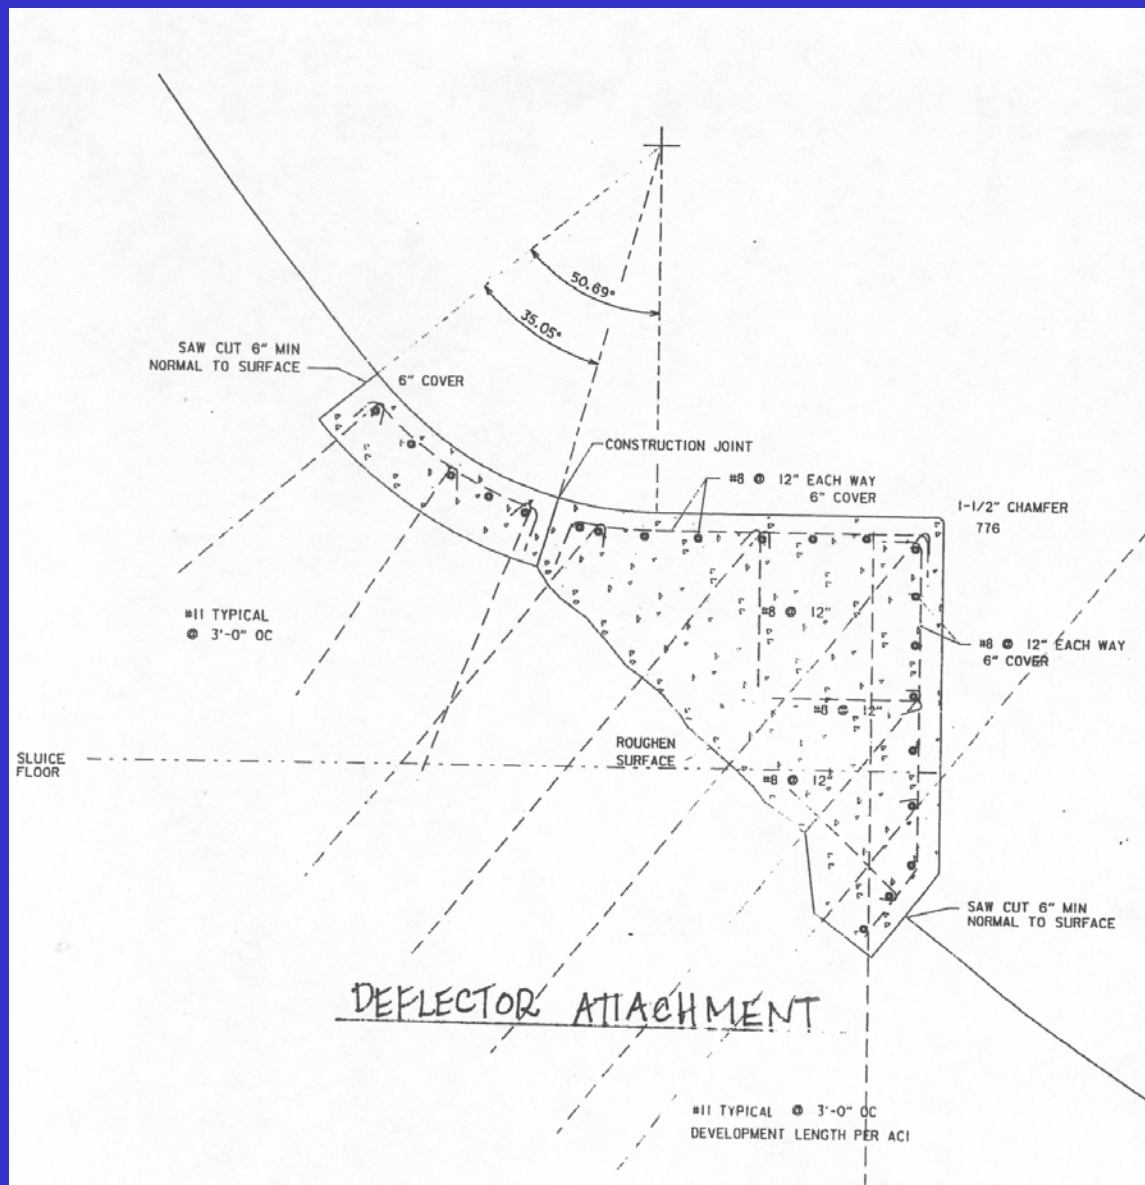 50.69°
35.05°
SAW CUT 6" MIN
NORMAL TO SURFACE
6" COVER
CONSTRUCTION JOINT
#8 @ 12" EACH WAY
6" COVER
1-1/2" CHAMFER
776
#11 TYPICAL
@ 3'-0" OC
#8 @ 12"
#8 @ 12" EACH WAY
6" COVER
#8 @ 12"
SLUICE
FLOOR
ROUGHEN
SURFACE
#8 @ 12"
SAW CUT 6" MIN
NORMAL TO SURFACE
DEFLECTOR ATTACHMENT
#11 TYPICAL @ 3'-0" OC
DEVELOPMENT LENGTH PER ACI